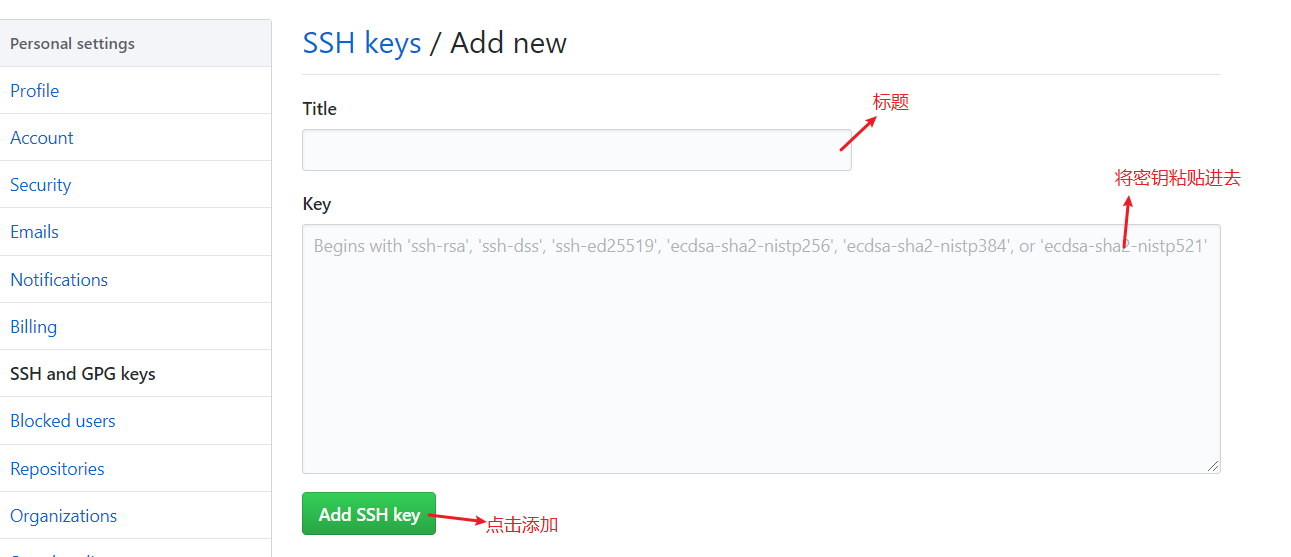 Personal settings
Profile
Account
Security
Emails
Notifications
Billing
SSH and GPG keys
Blocked users
Repositories
Organizations
SSH keys / Add new
Title
标题
将密钥粘贴进去
Key
Begins with 'ssh-rsa', 'ssh-dss', 'ssh-ed25519', 'ecdsa-sha2-nistp256', 'ecdsa-sha2-nistp384', or 'ecdsa-sha2-nistp521'
Add SSH key
点击添加